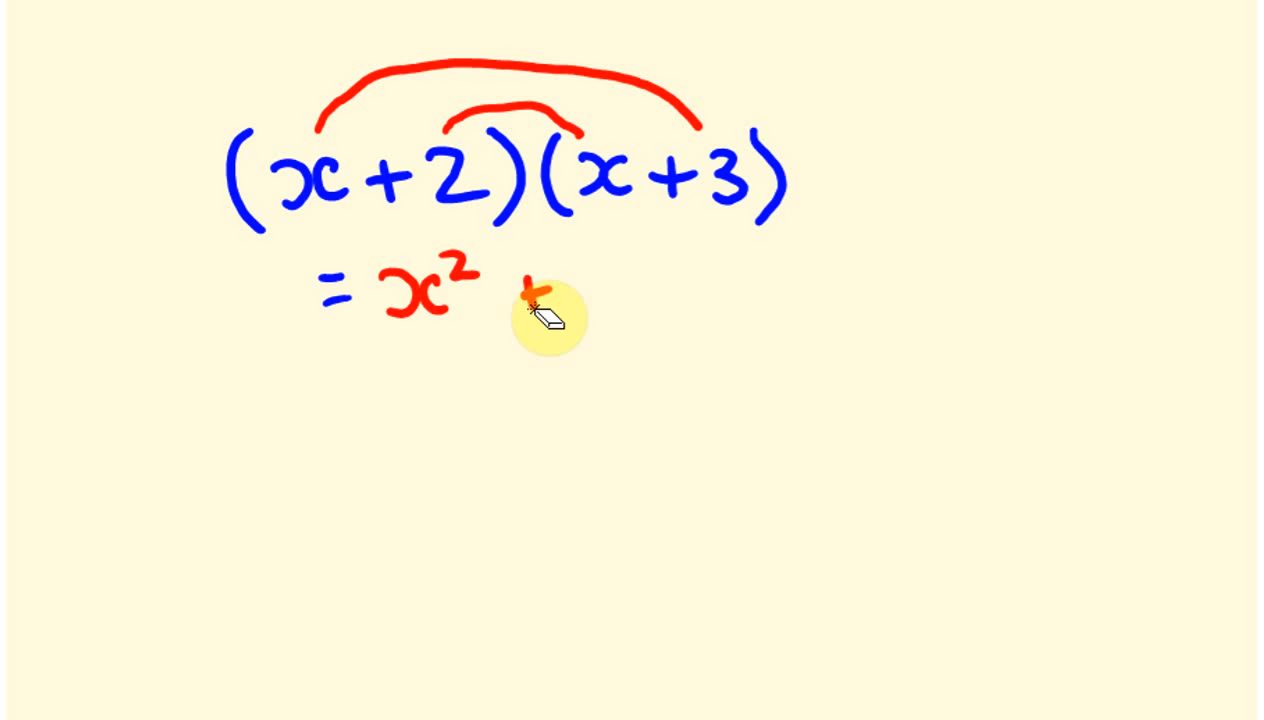 (x+2)(x+3)
= x² +